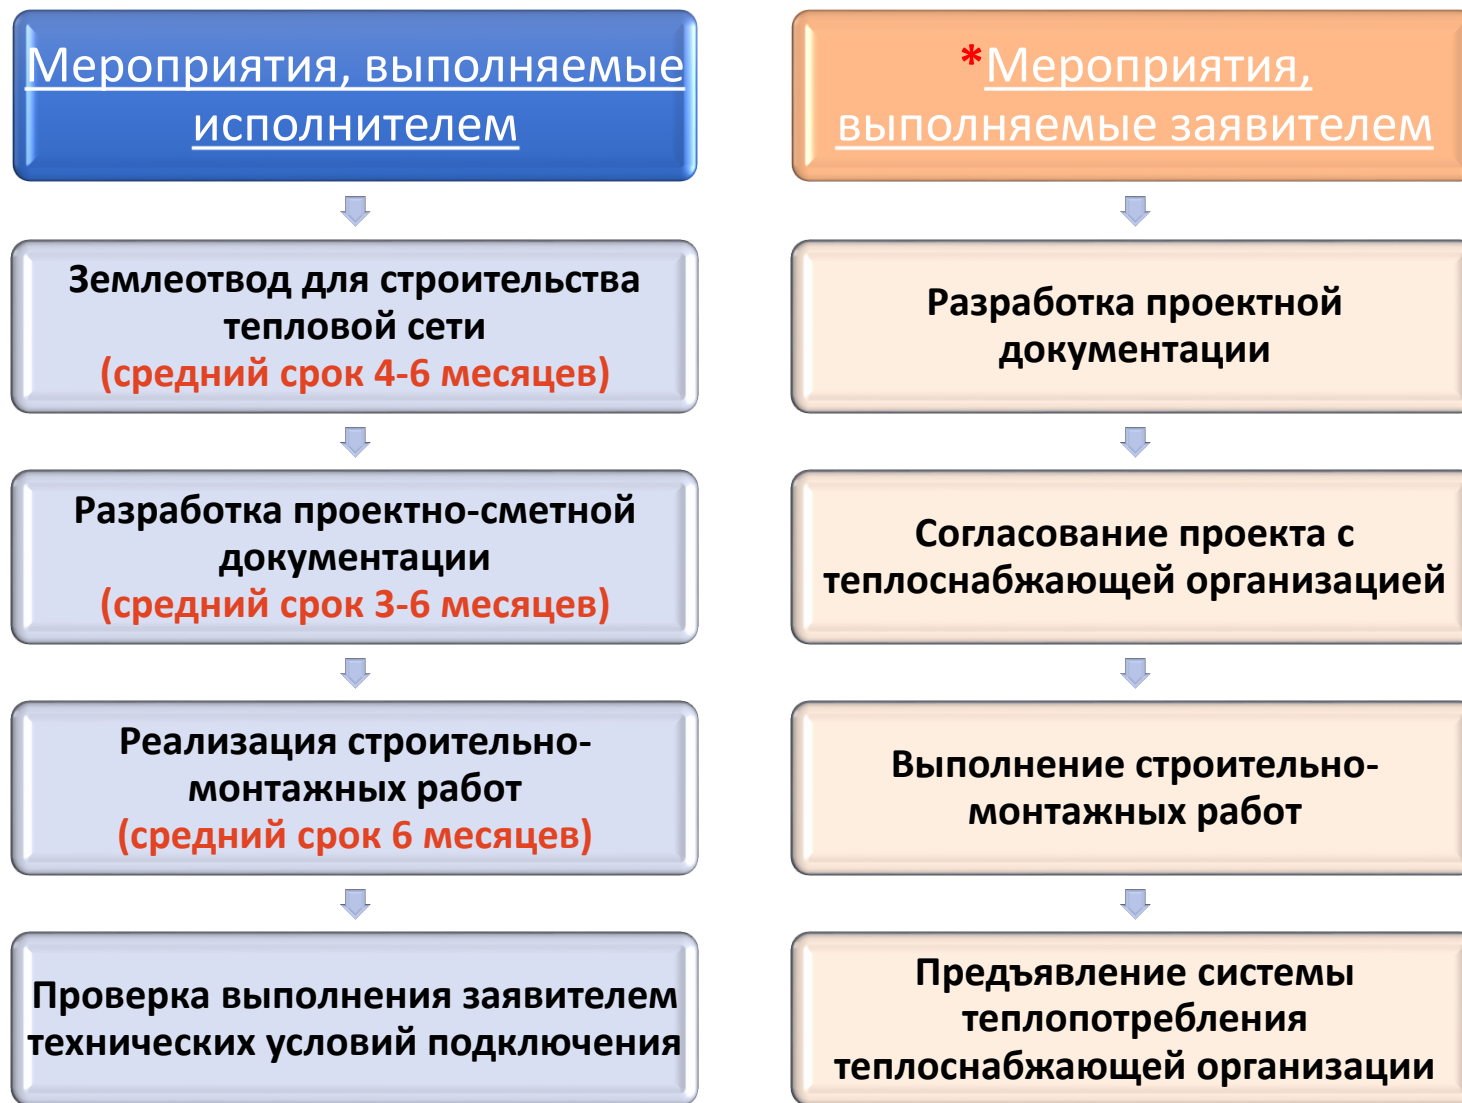 Мероприятия, выполняемые
исполнителем
Землеотвод для строительства
тепловой сети
(средний срок 4-6 месяцев)
Разработка проектно-сметной
документации
(средний срок 3-6 месяцев)
Реализация строительно-
монтажных работ
(средний срок 6 месяцев)
Проверка выполнения заявителем
технических условий подключения
*Мероприятия,
выполняемые заявителем
Разработка проектной
документации
Согласование проекта с
теплоснабжающей организацией
Выполнение строительно-
монтажных работ
Предъявление системы
теплопотребления
теплоснабжающей организации